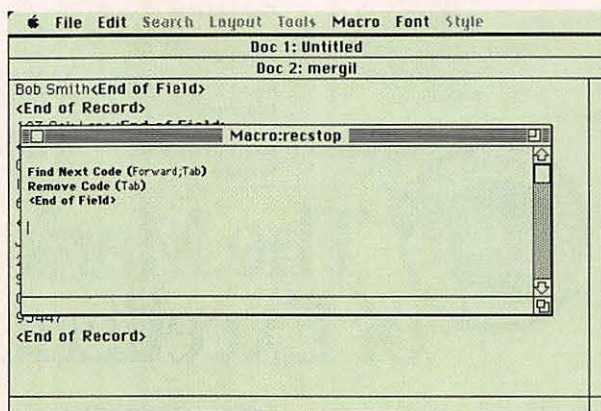 File Edit Search Layout Tools Macro Font Style
Doc 1: Untitled
Doc 2: mergil
Bob Smith<End of Field>
<End of Record>
Macro:recstop
Find Next Code (Forward;Tab)
Remove Code (Tab)
<End of Field>
95447
<End of Record>